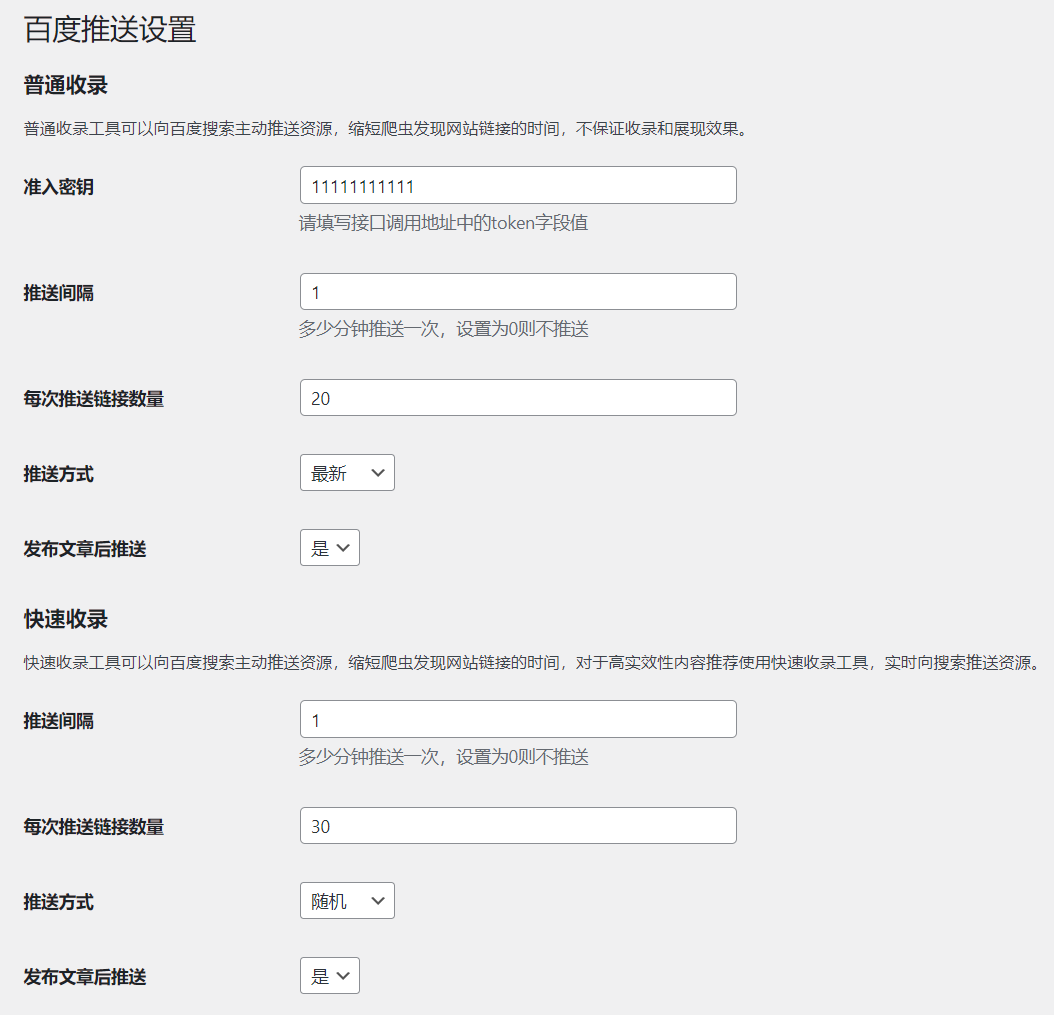 百度推送设置
普通收录
普通收录工具可以向百度搜索主动推送资源，缩短爬虫发现网站链接的时间，不保证收录和展现效果。
准入密钥 11111111111
请填写接口调用地址中的token字段值
推送间隔 1
多少分钟推送一次，设置为0则不推送
每次推送链接数量 20
推送方式 最新
发布文章后推送 是
快速收录
快速收录工具可以向百度搜索主动推送资源，缩短爬虫发现网站链接的时间，对于高实效性内容推荐使用快速收录工具，实时向搜索推送资源。
推送间隔 1
多少分钟推送一次，设置为0则不推送
每次推送链接数量 30
推送方式 随机
发布文章后推送 是